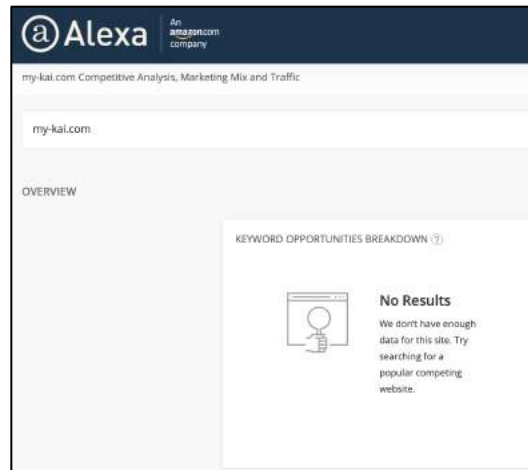 a Alexa
An
amazon.com
company
my-kai.com Competitive Analysis, Marketing Mix and Traffic
my-kai.com
OVERVIEW
KEYWORD OPPORTUNITIES BREAKDOWN ?
No Results
We don't have enough
data for this site. Try
searching for a
popular competing
website.